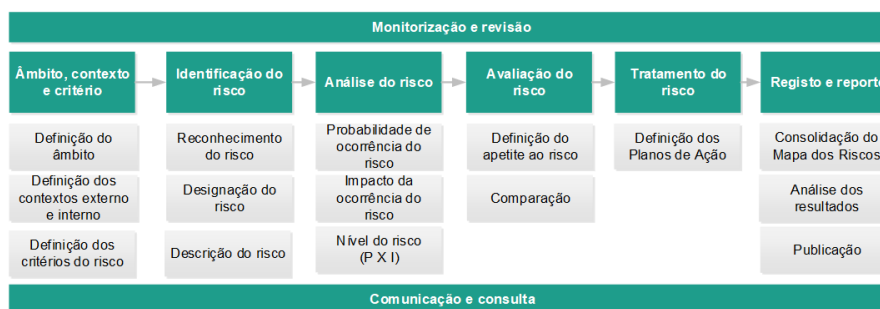 Monitorização e revisão
Âmbito, contexto
e critério
Identificação do
risco
Análise do risco
Avaliação do
risco
Tratamento do
risco
Registo e reporte
Definição do
âmbito
Definição dos
contextos externo
e interno
Definição dos
critérios do risco
Reconhecimento
do risco
Designação do
risco
Descrição do risco
Probabilidade de
ocorrência do
risco
Impacto da
ocorrência do
risco
Nível do risco
(P X I)
Definição do
apetite ao risco
Comparação
Definição dos
Planos de Ação
Consolidação do
Mapa dos Riscos
Análise dos
resultados
Publicação
Comunicação e consulta